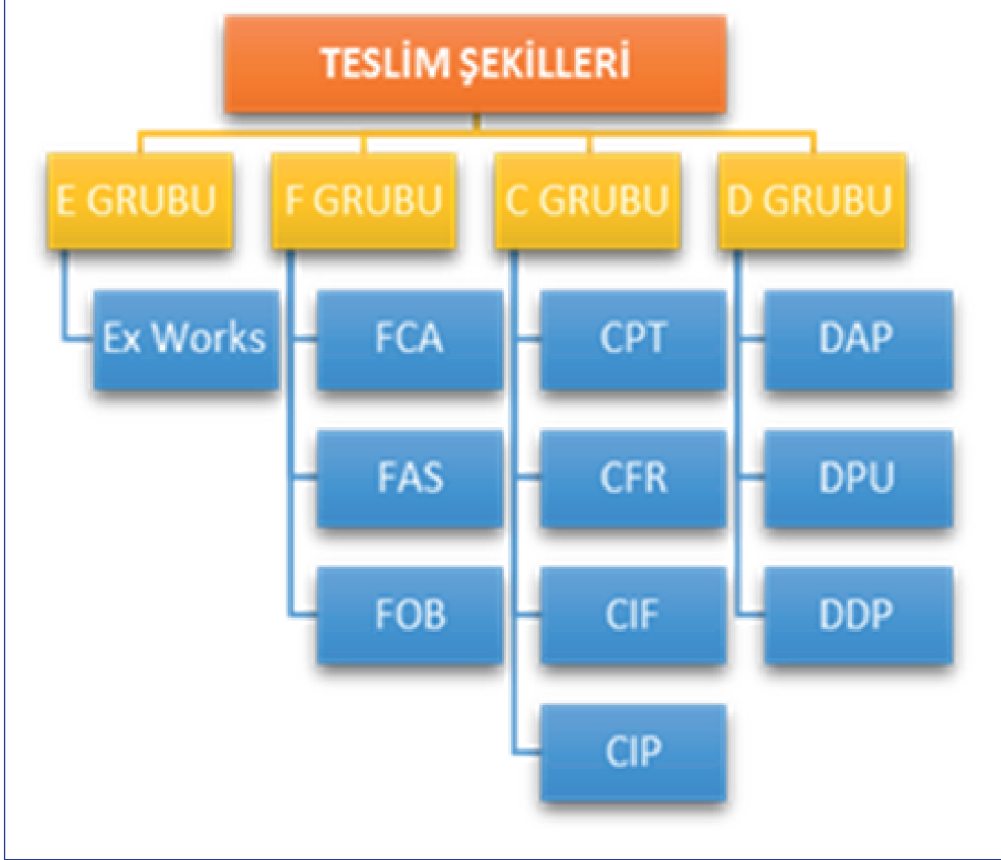 TESLİM ŞEKİLLERİ
E GRUBU
Ex Works
F GRUBU
FCA
FAS
FOB
C GRUBU
CPT
CFR
CIF
CIP
D GRUBU
DAP
DPU
DDP